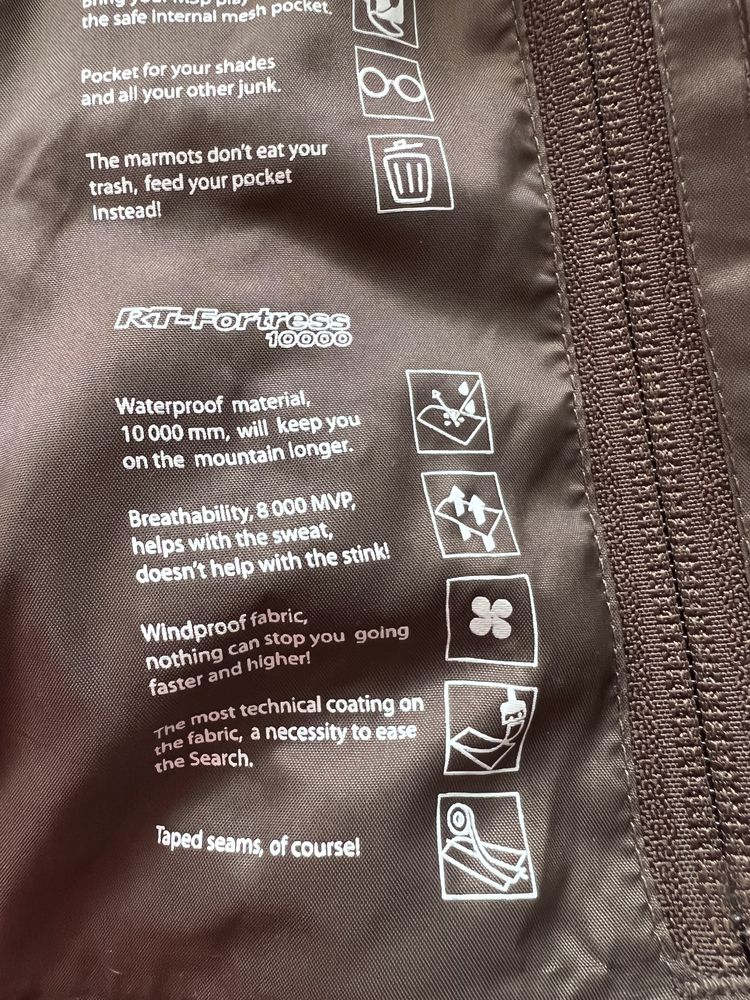 the safe internal mesh pocket.
Pocket for your shades
and all your other junk.
The marmots don't eat your
trash, feed your pocket
instead!
RT-Fortress
10000
Waterproof material,
10 000 mm, will keep you
on the mountain longer.
Breathability, 8 000 MVP,
helps with the sweat,
doesn't help with the stink!
Windproof fabric,
nothing can stop you going
faster and higher!
The most technical coating on
the fabric, a necessity to ease
the Search.
Taped seams, of course!